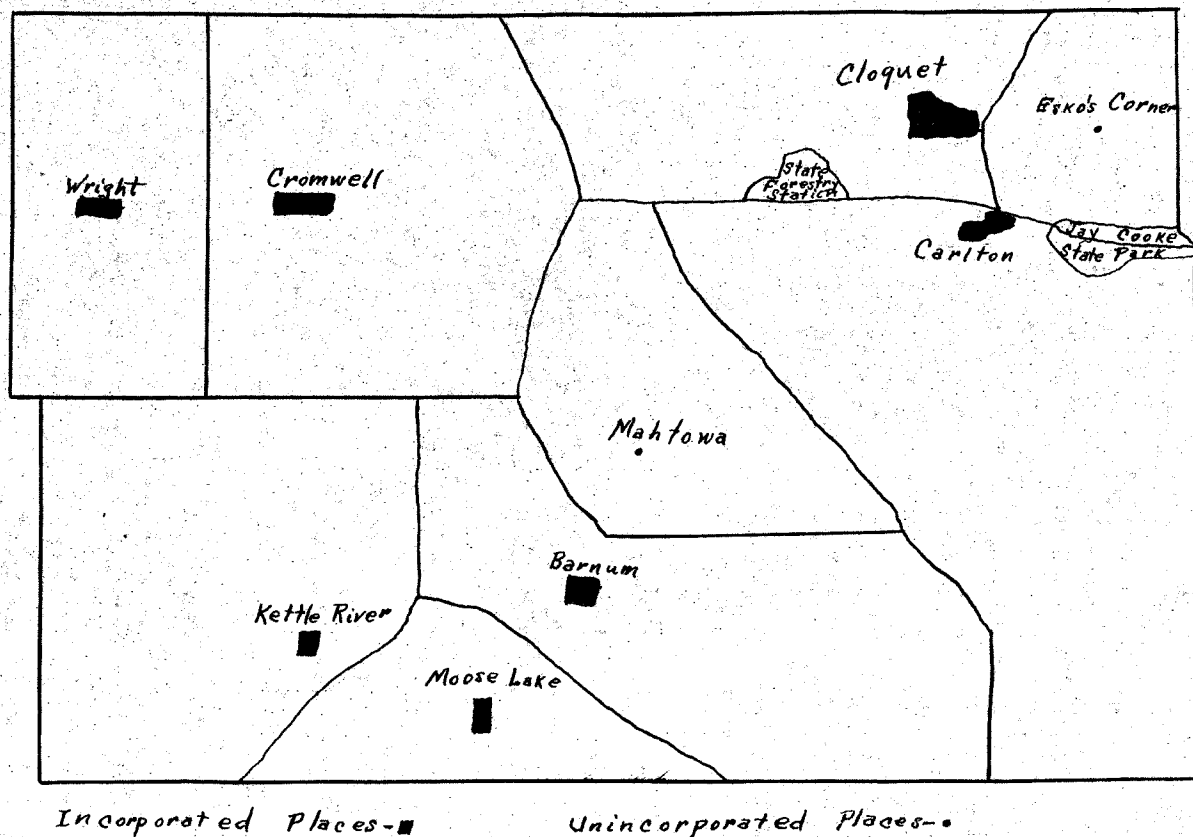 Cloquet
Esko's Corner
State
Forestry
Station
Wright
Cromwell
Jay Cooke
State Park
Carlton
Mahtowa
Barnum
Kettle River
Moose Lake
Incorporated Places-■
Unincorporated Places-•